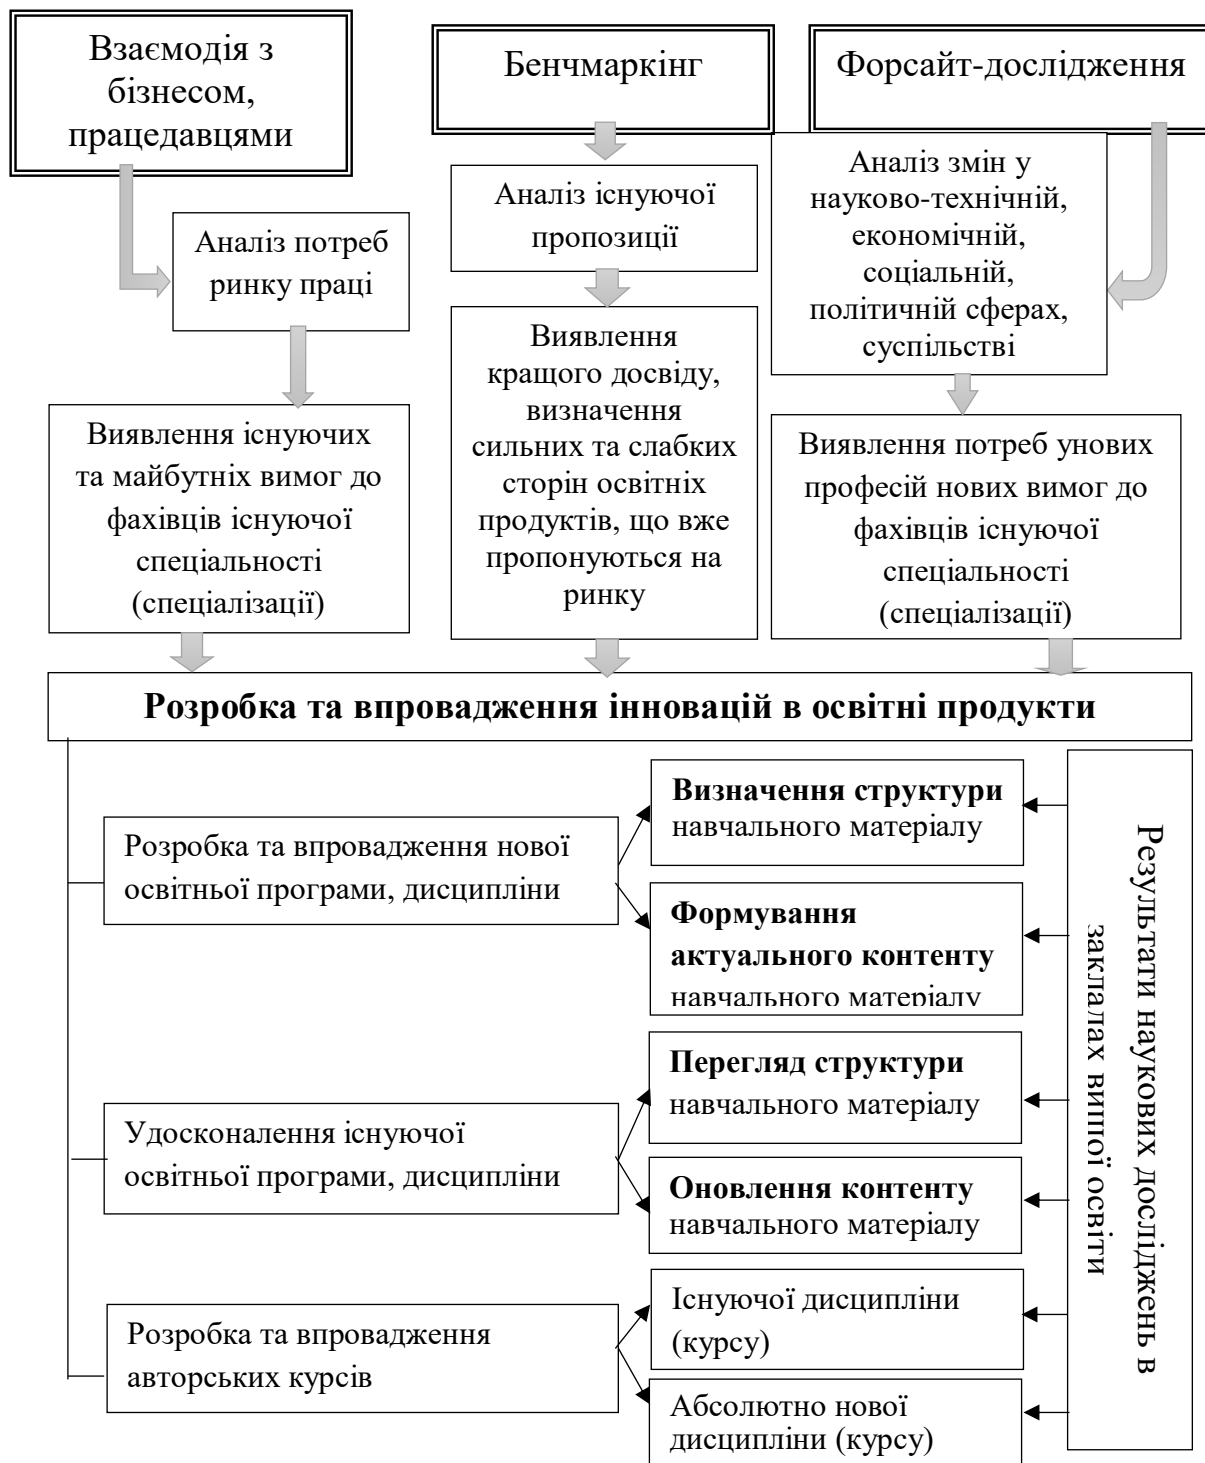 Взаємодія з
бізнесом,
працедавцями
Бенчмаркінг
Форсайт-дослідження
Аналіз потреб
ринку праці
Аналіз існуючої
пропозиції
Аналіз змін у
науково-технічній,
економічній,
соціальній,
політичній сферах,
суспільстві
Виявлення існуючих
та майбутніх вимог до
фахівців існуючої
спеціальності
(спеціалізації)
Виявлення
кращого досвіду,
визначення
сильних та слабких
сторін освітніх
продуктів, що вже
пропонуються на
ринку
Виявлення потреб унових
професій нових вимог до
фахівців існуючої
спеціальності
(спеціалізації)
Розробка та впровадження інновацій в освітні продукти
Розробка та впровадження нової
освітньої програми, дисципліни
Визначення структури
навчального матеріалу
Формування
актуального контенту
навчального матеріалу
Удосконалення існуючої
освітньої програми, дисципліни
Перегляд структури
навчального матеріалу
Оновлення контенту
навчального матеріалу
Розробка та впровадження
авторських курсів
Існуючої дисципліни
(курсу)
Абсолютно нової
дисципліни (курсу)
Результати наукових досліджень в
закладах вищої освіти